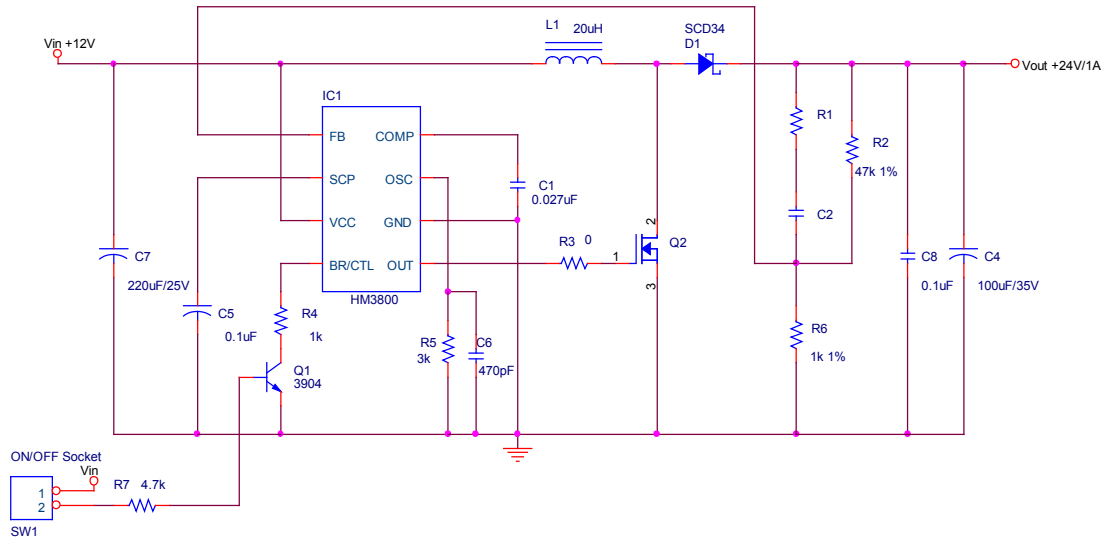 L1
20uH
SCD34
D1
Vin +12V
Vout +24V/1A
IC1
FB
COMP
SCP
OSC
VCC
GND
BR/CTL
OUT
HM3800
C1
0.027uF
R1
R2
47k 1%
C2
R3
0
1
2
3
Q2
C7
220uF/25V
C8
0.1uF
C4
100uF/35V
C5
0.1uF
R4
1k
R5
3k
C6
470pF
R6
1k 1%
Q1
3904
ON/OFF Socket
Vin
1
2
R7
4.7k
SW1